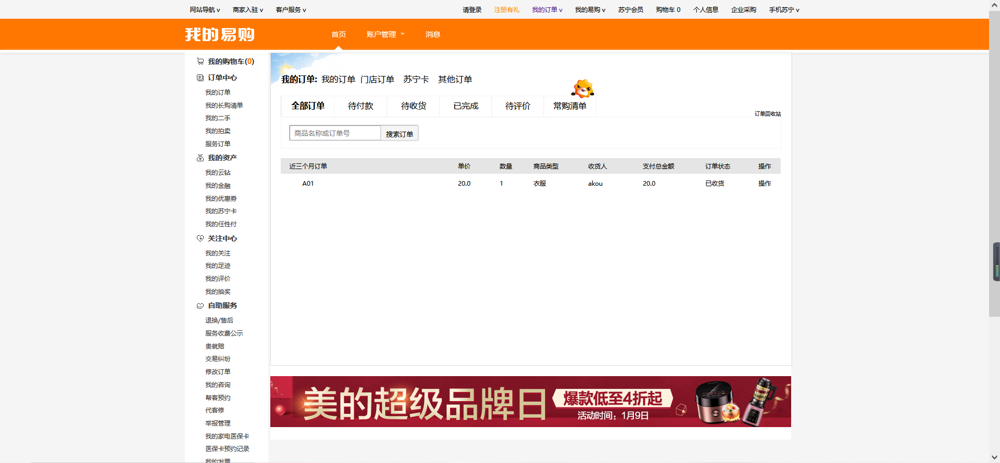 网站导航 v 商家入驻 v 客户服务 v 请登录 注册有礼 我的订单 v 我的易购 v 苏宁会员 购物车 0 个人信息 企业采购 手机苏宁 v
我的易购 首页 账户管理 消息
我的购物车(0)
订单中心
我的订单
我的长购清单
我的二手
我的拍卖
服务订单
我的资产
我的云钻
我的金融
我的优惠券
我的苏宁卡
我的任性付
关注中心
我的关注
我的足迹
我的评价
我的抽奖
自助服务
退换/售后
服务收费公示
贵就赔
交易纠纷
修改订单
我的咨询
帮客预约
代客修
举报管理
我的家电医保卡
医保卡预约记录
我的发票
我的订单: 我的订单 门店订单 苏宁卡 其他订单
全部订单 待付款 待收货 已完成 待评价 常购清单
订单回收站
商品名称或订单号 搜索订单
近三个月订单 单价 数量 商品类型 收货人 支付总金额 订单状态 操作
A01 20.0 1 衣服 akou 20.0 已收货 操作
美的超级品牌日
爆款低至4折起
活动时间：1月9日